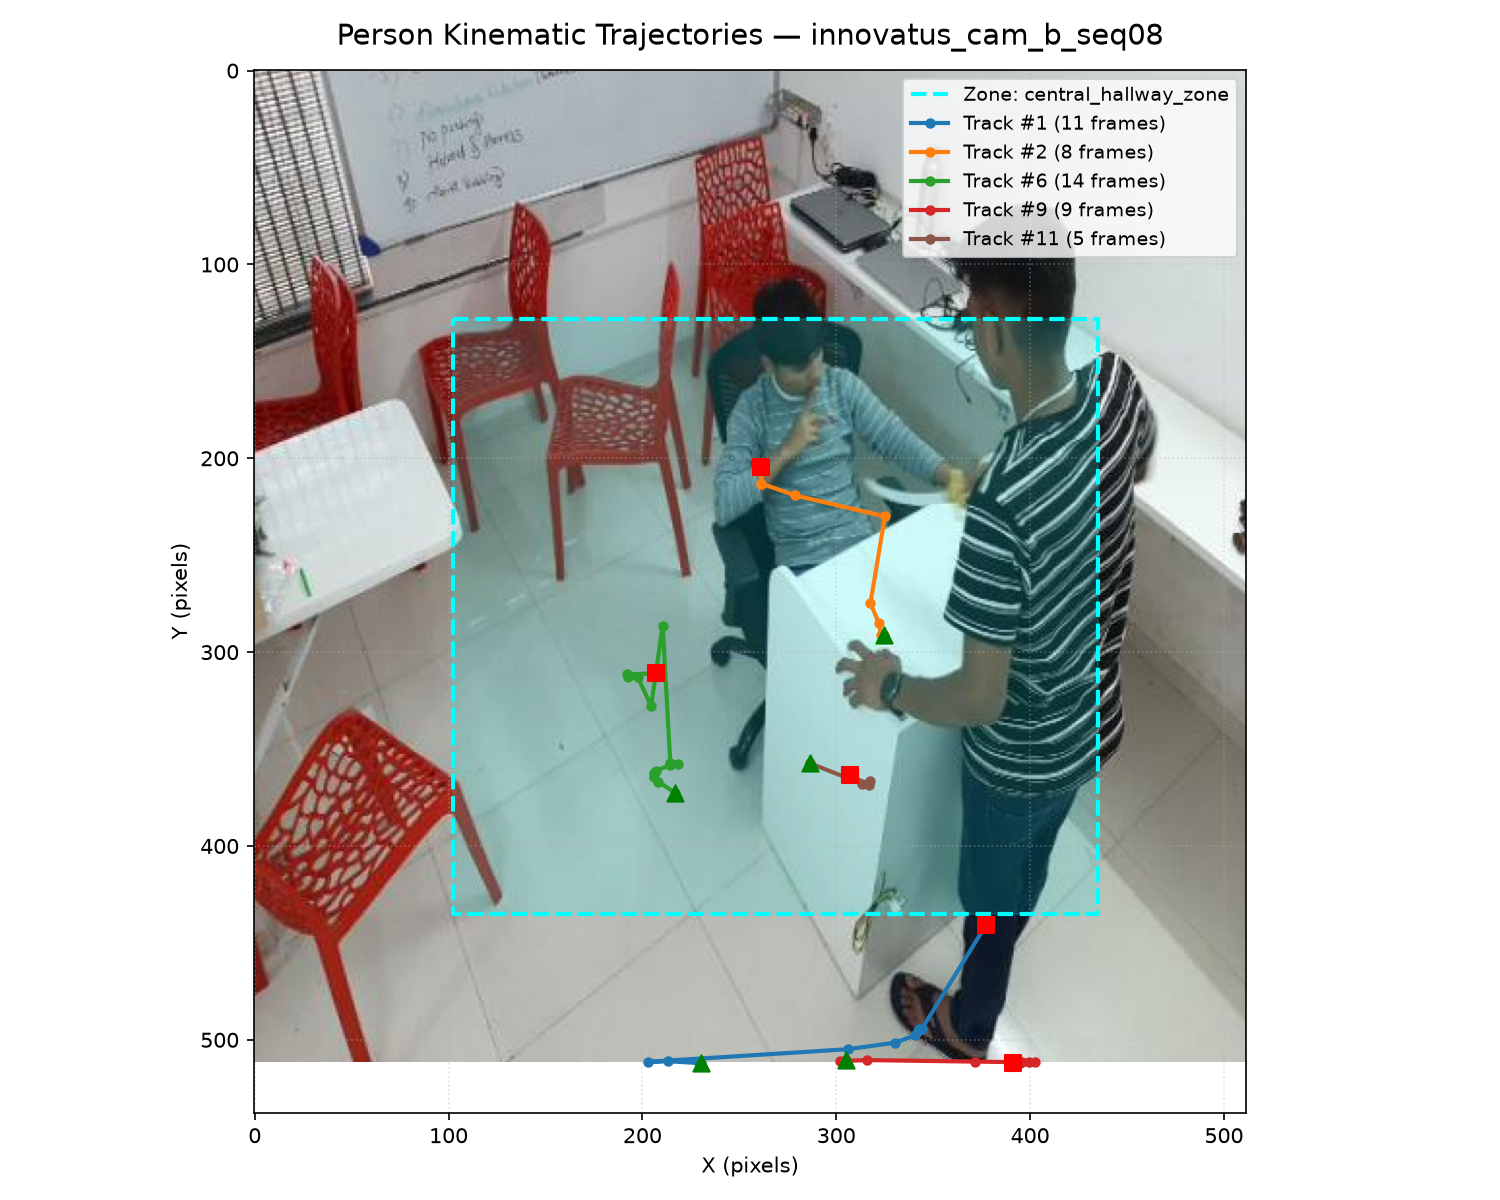 Person Kinematic Trajectories — innovatus_cam_b_seq08
Zone: central_hallway_zone
Track #1 (11 frames)
Track #2 (8 frames)
Track #6 (14 frames)
Track #9 (9 frames)
Track #11 (5 frames)
No
0
100
200
300
400
500
Y (pixels)
0
100
200
300
400
500
X (pixels)